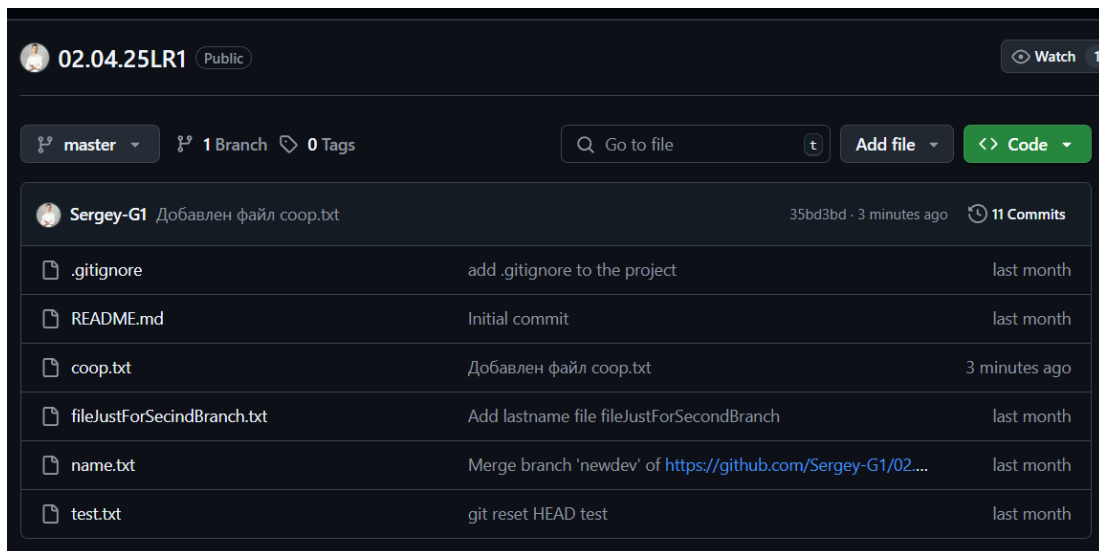 02.04.25LR1 Public Watch 1
master 1 Branch 0 Tags Go to file t Add file Code
Sergey-G1 Добавлен файл coop.txt 35bd3bd · 3 minutes ago 11 Commits
.gitignore add .gitignore to the project last month
README.md Initial commit last month
coop.txt Добавлен файл coop.txt 3 minutes ago
fileJustForSecindBranch.txt Add lastname file fileJustForSecondBranch last month
name.txt Merge branch 'newdev' of https://github.com/Sergey-G1/02.... last month
test.txt git reset HEAD test last month